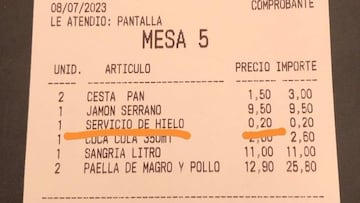 08/07/2023 COMPROBANTE
LE ATENDIO: PANTALLA
MESA 5
UNID. ARTICULO PRECIO IMPORTE
2 CESTA PAN 1,50 3,00
1 JAMON SERRANO 9,50 9,50
1 SERVICIO DE HIELO 0,20 0,20
1 COCA COLA 350ml 2,60 2,60
1 SANGRIA LITRO 11,00 11,00
2 PAELLA DE MAGRO Y POLLO 12,90 25,80